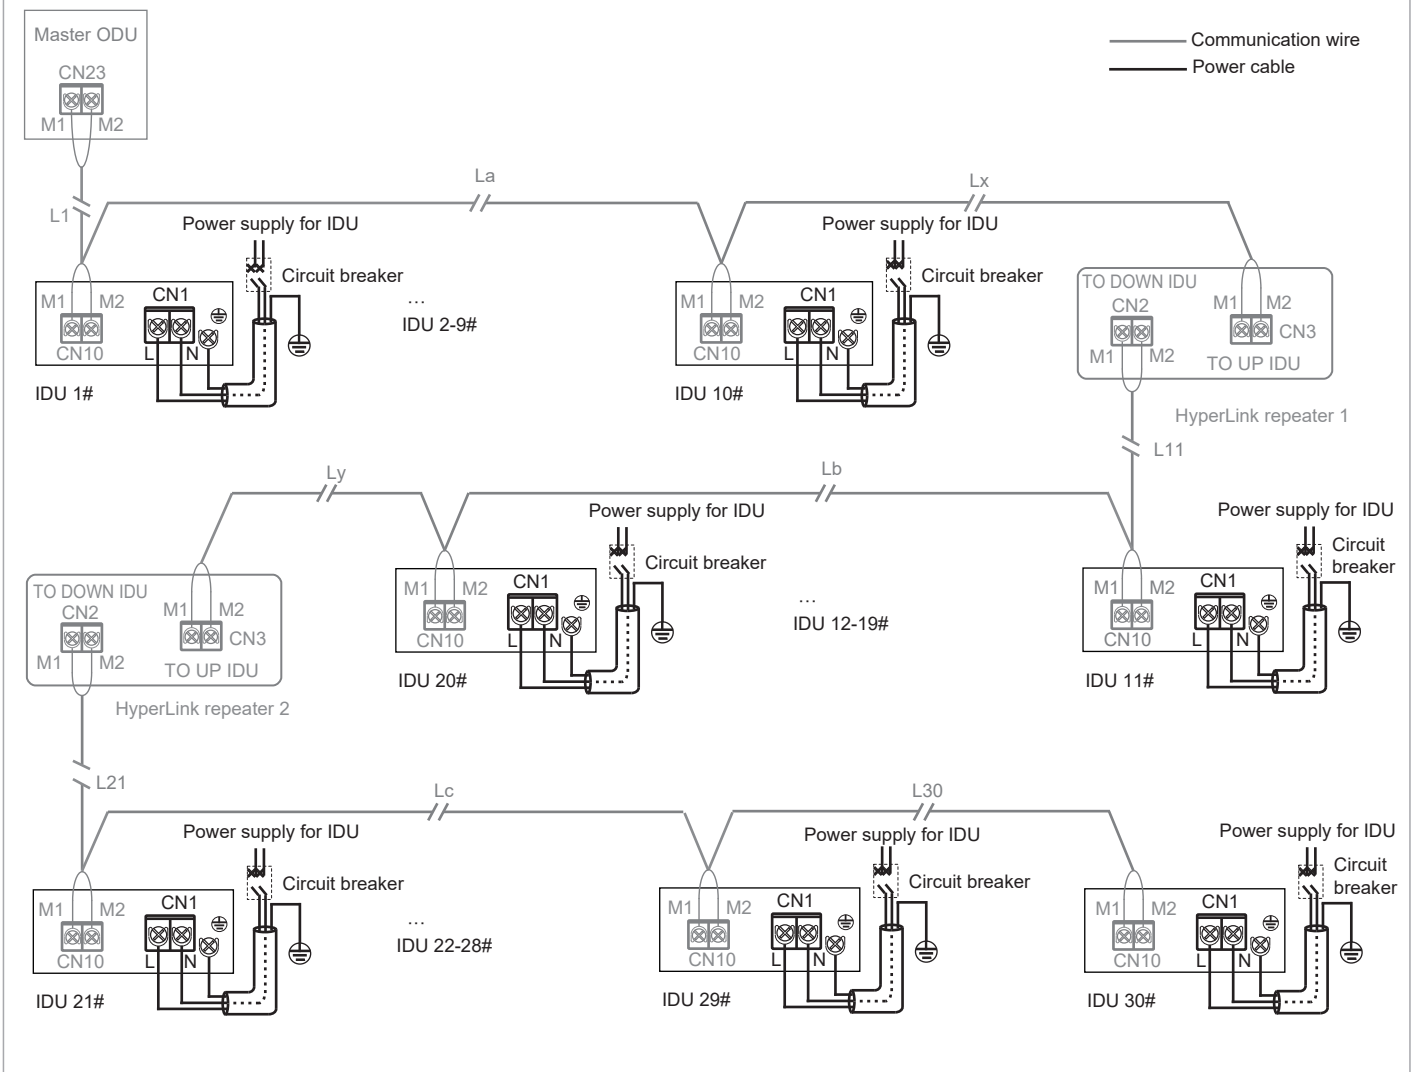 Master ODU
CN23
M1 M2
Communication wire
Power cable
L1
La
Lx
Power supply for IDU
Circuit breaker
M1 M2
CN10
CN1
L N
IDU 1#
...
IDU 2-9#
Power supply for IDU
Circuit breaker
M1 M2
CN10
CN1
L N
IDU 10#
TO DOWN IDU
CN2
M1 M2
M1 M2
CN3
TO UP IDU
HyperLink repeater 1
L11
Ly
Lb
TO DOWN IDU
CN2
M1 M2
M1 M2
CN3
TO UP IDU
HyperLink repeater 2
Power supply for IDU
Circuit breaker
M1 M2
CN10
CN1
L N
IDU 20#
...
IDU 12-19#
Power supply for IDU
Circuit
breaker
M1 M2
CN10
CN1
L N
IDU 11#
L21
Lc
L30
Power supply for IDU
Circuit breaker
M1 M2
CN10
CN1
L N
IDU 21#
...
IDU 22-28#
Power supply for IDU
Circuit breaker
M1 M2
CN10
CN1
L N
IDU 29#
Power supply for IDU
Circuit
breaker
M1 M2
CN10
CN1
L N
IDU 30#